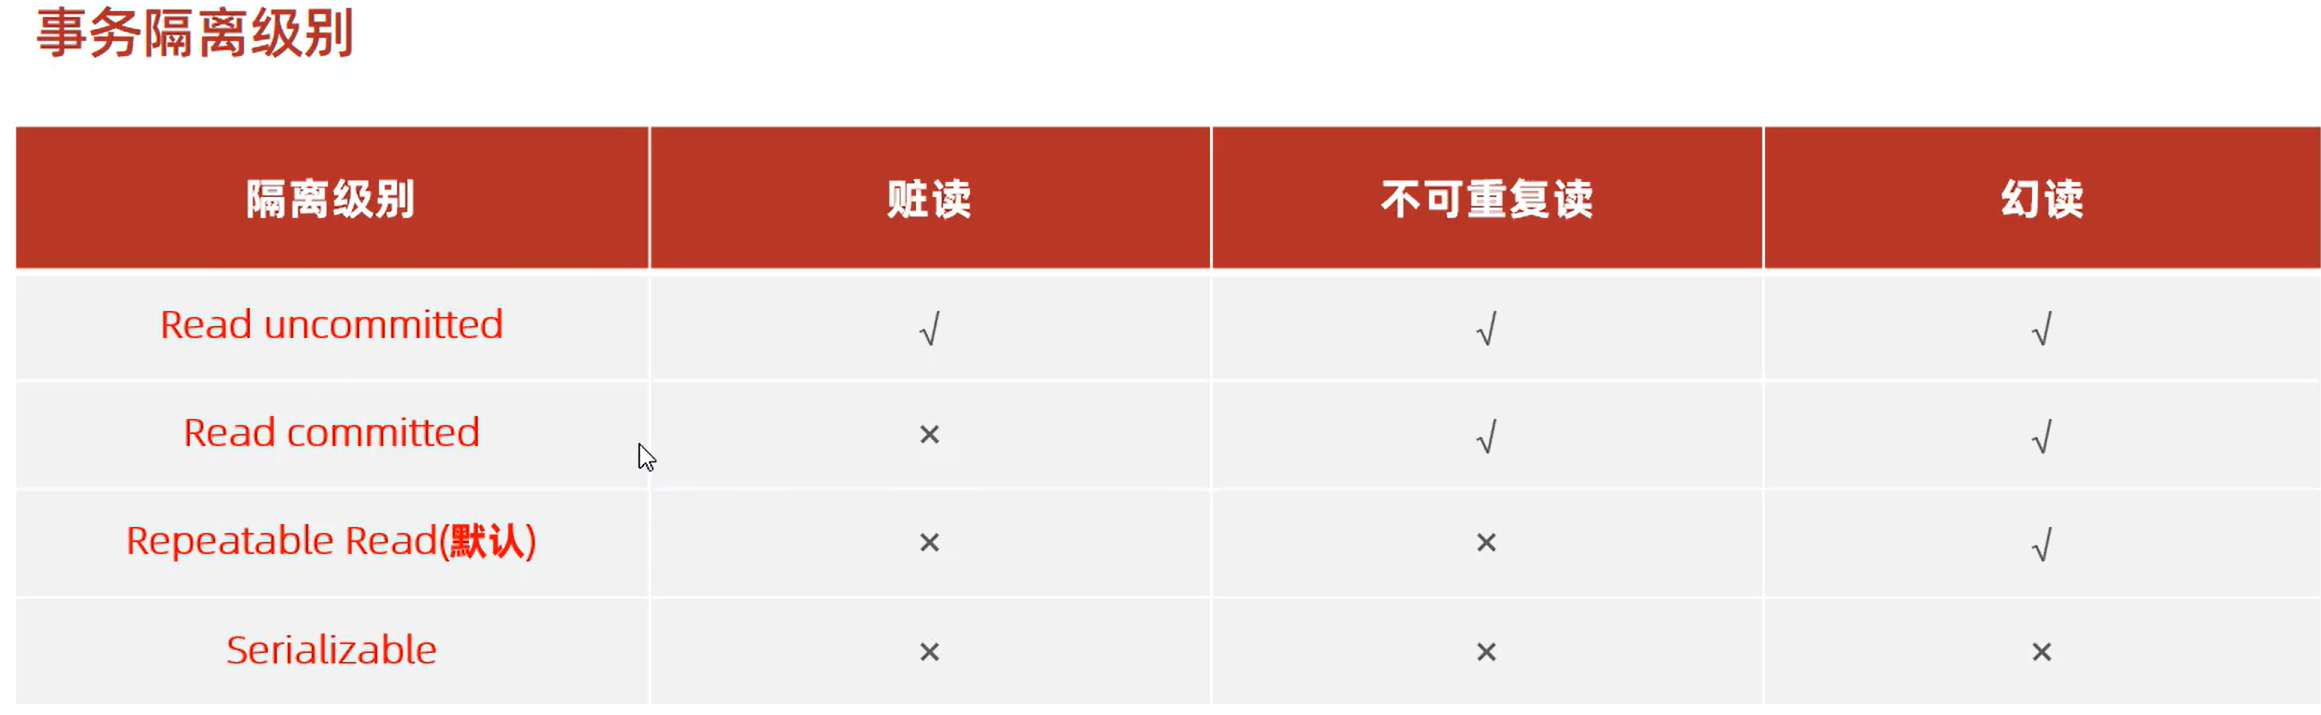 事务隔离级别
隔离级别 赃读 不可重复读 幻读
Read uncommitted √ √ √
Read committed × √ √
Repeatable Read(默认) × × √
Serializable × × ×